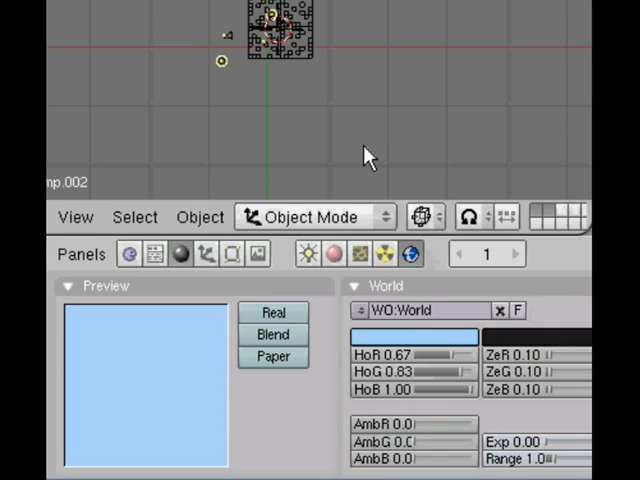 mp.002
View Select Object Object Mode
Panels 1
Preview
World
Real
Blend
Paper
WO:World F
HoR 0.67 ZeR 0.10
HoG 0.83 ZeG 0.10
HoB 1.00 ZeB 0.10
AmbR 0.0
AmbG 0.0 Exp 0.00
AmbB 0.0 Range 1.0